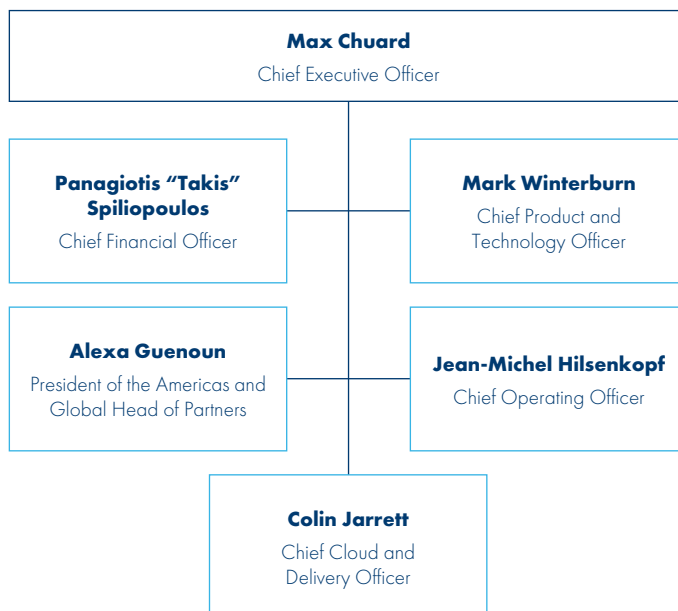 Max Chuard
Chief Executive Officer
Panagiotis “Takis”
Spiliopoulos
Chief Financial Officer
Mark Winterburn
Chief Product and
Technology Officer
Alexa Guenoun
President of the Americas and
Global Head of Partners
Jean-Michel Hilsenkopf
Chief Operating Officer
Colin Jarrett
Chief Cloud and
Delivery Officer